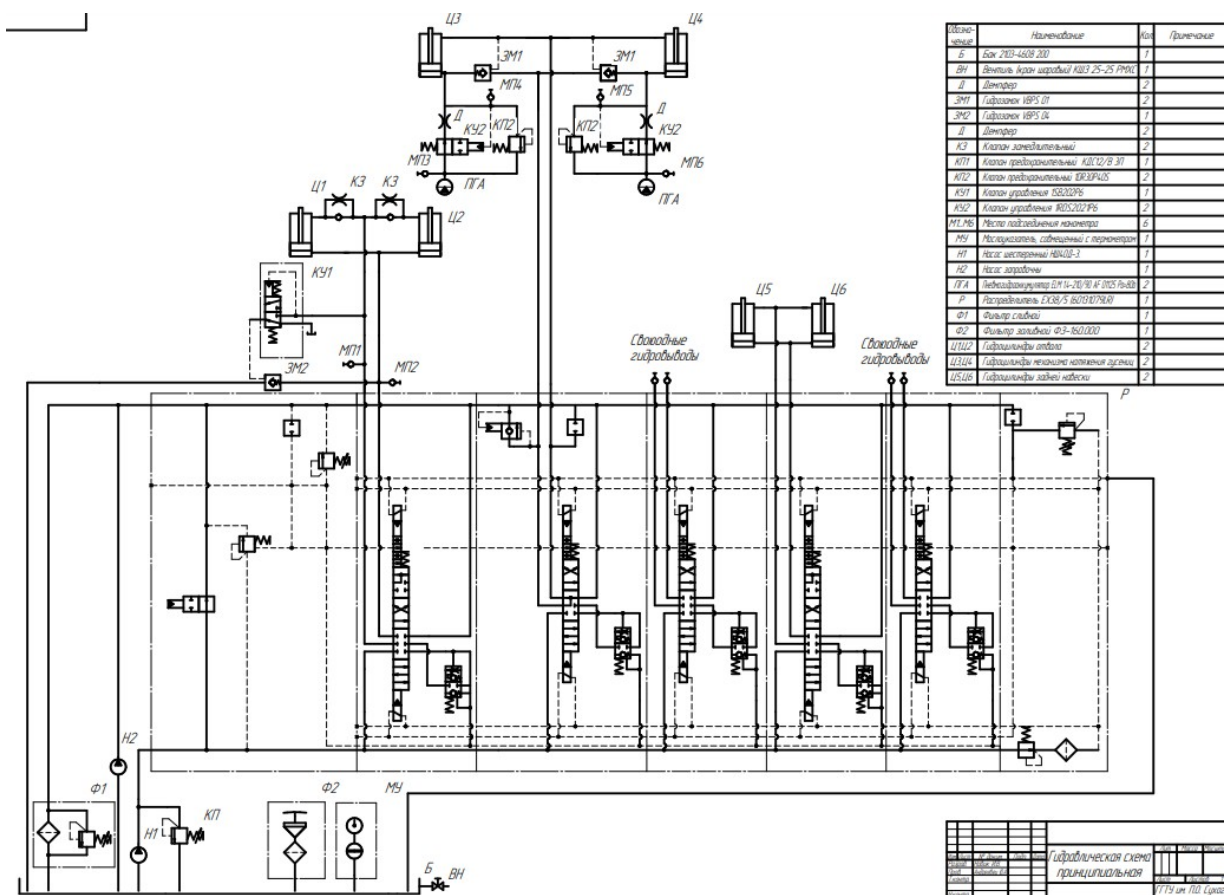 Ц3
Ц4
ЗМ1
ЗМ1
МП4
МП5
Д
Д
КУ2
КП2
КП2
КУ2
МП3
МП6
ПГА
ПГА
Ц1
КЗ
КЗ
Ц2
КУ1
Ц5
Ц6
МП1
МП2
ЗМ2
Своюодные
гидровыводы
Своюодные
гидровыводы
Р
Н2
Ф1
Н1
КП
Ф2
МУ
Б
ВН
Наименование
Кол
Примечание
Б
Бак 2103-4608 200
1
ВН
Вентиль (кран шаровый) КШЗ 25-25
1
Д
Демпфер
2
ЗМ1
Гидрозамок VBPS 01
2
ЗМ2
Гидрозамок VBPS 04
1
Д
Демпфер
2
КЗ
Клапан замедлительный
2
КП1
Клапан предохранительный
1
КП2
Клапан предохранительный
2
КУ1
Клапан управления
1
КУ2
Клапан управления
2
Место подсоединения манометра
6
МУ
Маслоуказатель, совмещенный с термометром
1
Н1
Насос шестеренный
1
Н2
Насос
1
ПГА
2
Р
Распределитель
1
Ф1
Фильтр сливной
1
Ф2
Фильтр заливной ФЗ-160.000
1
Ц1,Ц2
Гидроцилиндры отвала
2
Ц3,Ц4
Гидроцилиндры механизма натяжения гусениц
2
Ц5,Ц6
Гидроцилиндры задней навески
2
Гидравлическая схема
принципиальная